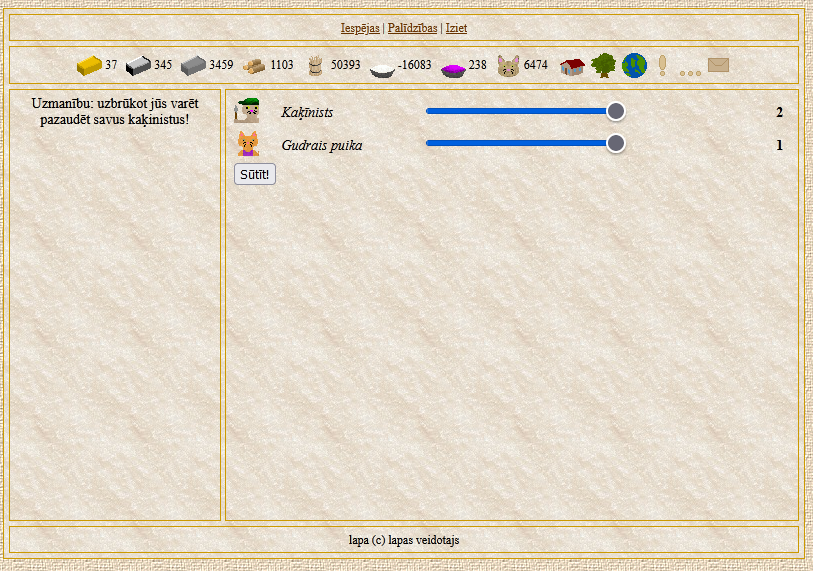 Iespējas | Palīdzības | Iziet
37 345 3459 1103 50393 -16083 238 6474
Uzmanību: uzbrūkot jūs varēt
pazaudēt savus kaķinistus!
Kaķīnists 2
Gudrais puika 1
Sūtīt!
lapa (c) lapas veidotajs